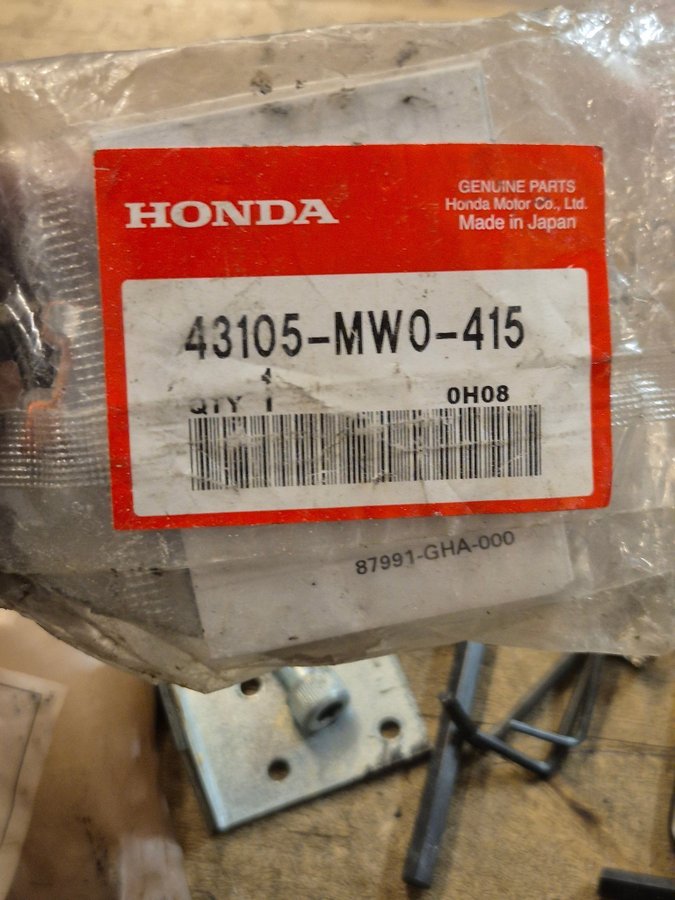 HONDA
GENUINE PARTS
Honda Motor Co., Ltd.
Made in Japan
43105-MW0-415
1
QTY 1
0H08
87991-GHA-000